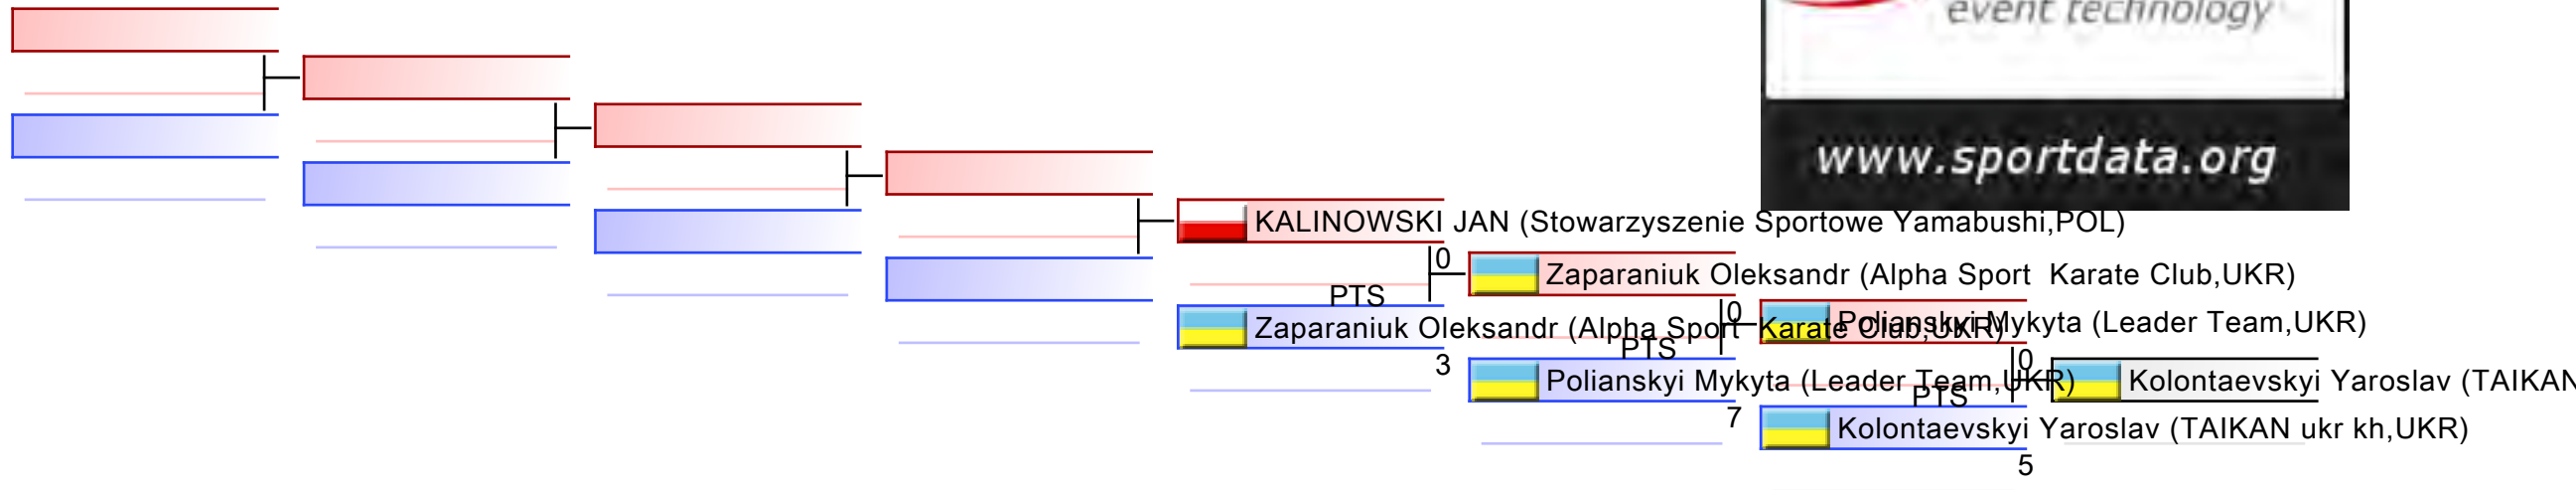 event technology
www.sportdata.org
KALINOWSKI JAN (Stowarzyszenie Sportowe Yamabushi,POL)
0
Zaparaniuk Oleksandr (Alpha Sport  Karate Club,UKR)
PTS
0
Polianskyi Mykyta (Leader Team,UKR)
Zaparaniuk Oleksandr (Alpha Sport  Karate Club,UKR)
PTS
3
0
Polianskyi Mykyta (Leader Team,UKR)
Kolontaevskyi Yaroslav (TAIKAN
PTS
7
Kolontaevskyi Yaroslav (TAIKAN ukr kh,UKR)
5